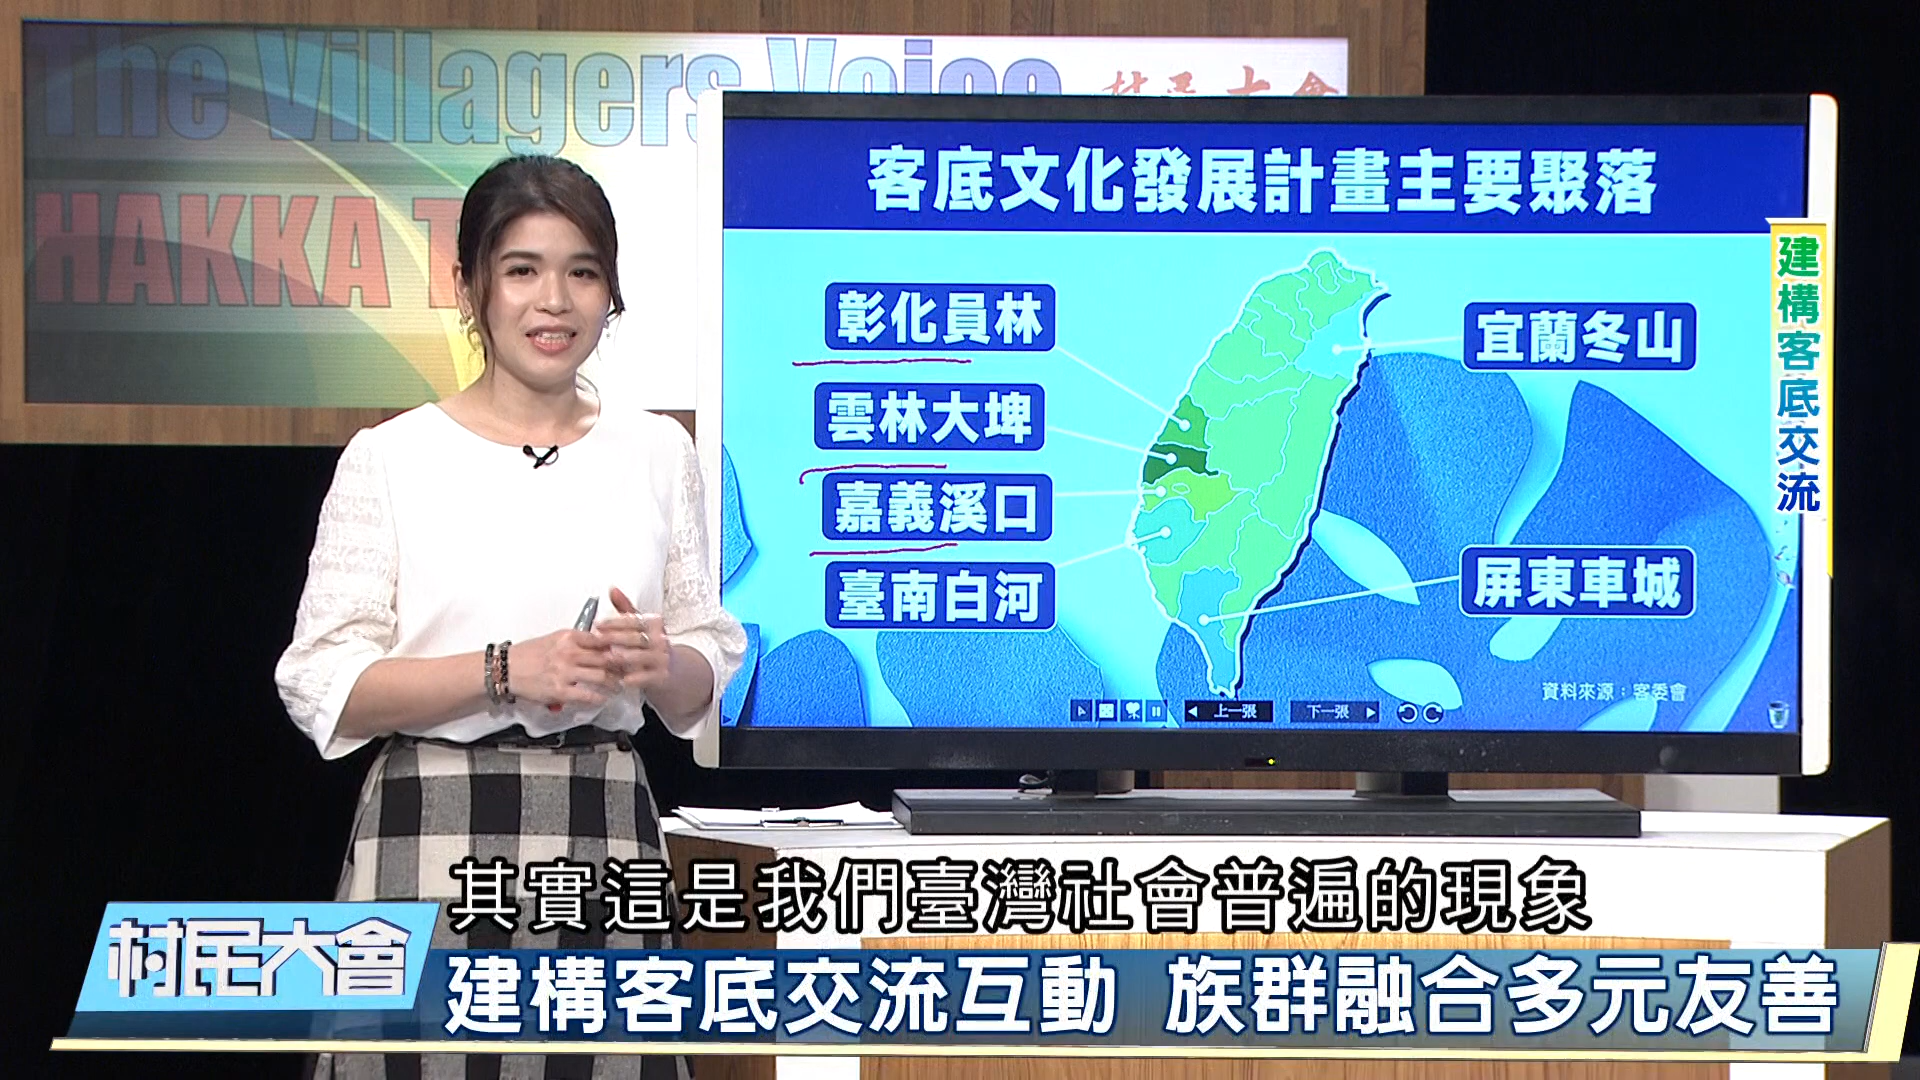 The Villagers Voice
村民大會
HAKKA T
客底文化發展計畫主要聚落
彰化員林
宜蘭冬山
雲林大埤
嘉義溪口
臺南白河
屏東車城
資料來源：客委會
上一張
下一張
建構客底交流
其實這是我們臺灣社會普遍的現象
村民大會
建構客底交流互動 族群融合多元友善